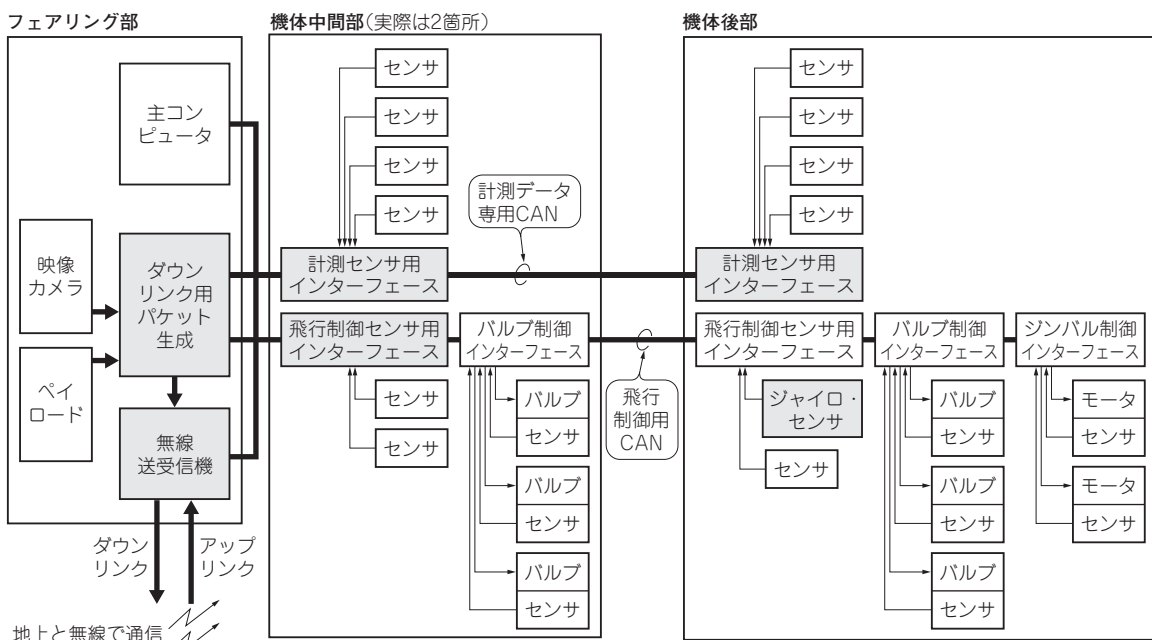 フェアリング部
主コン
ピュータ
映像
カメラ
ダウン
リンク用
パケット
生成
ペイ
ロード
無線
送受信機
ダウン
リンク
アップ
リンク
地上と無線で通信
機体中間部(実際は2箇所)
センサ
センサ
センサ
センサ
計測センサ用
インターフェース
飛行制御センサ用
インターフェース
センサ
センサ
バルブ制御
インターフェース
バルブ
センサ
バルブ
センサ
バルブ
センサ
計測データ
専用CAN
飛行
制御用
CAN
機体後部
センサ
センサ
センサ
センサ
計測センサ用
インターフェース
飛行制御センサ用
インターフェース
ジャイロ・
センサ
センサ
バルブ制御
インターフェース
バルブ
センサ
バルブ
センサ
バルブ
センサ
ジンバル制御
インターフェース
モータ
センサ
モータ
センサ